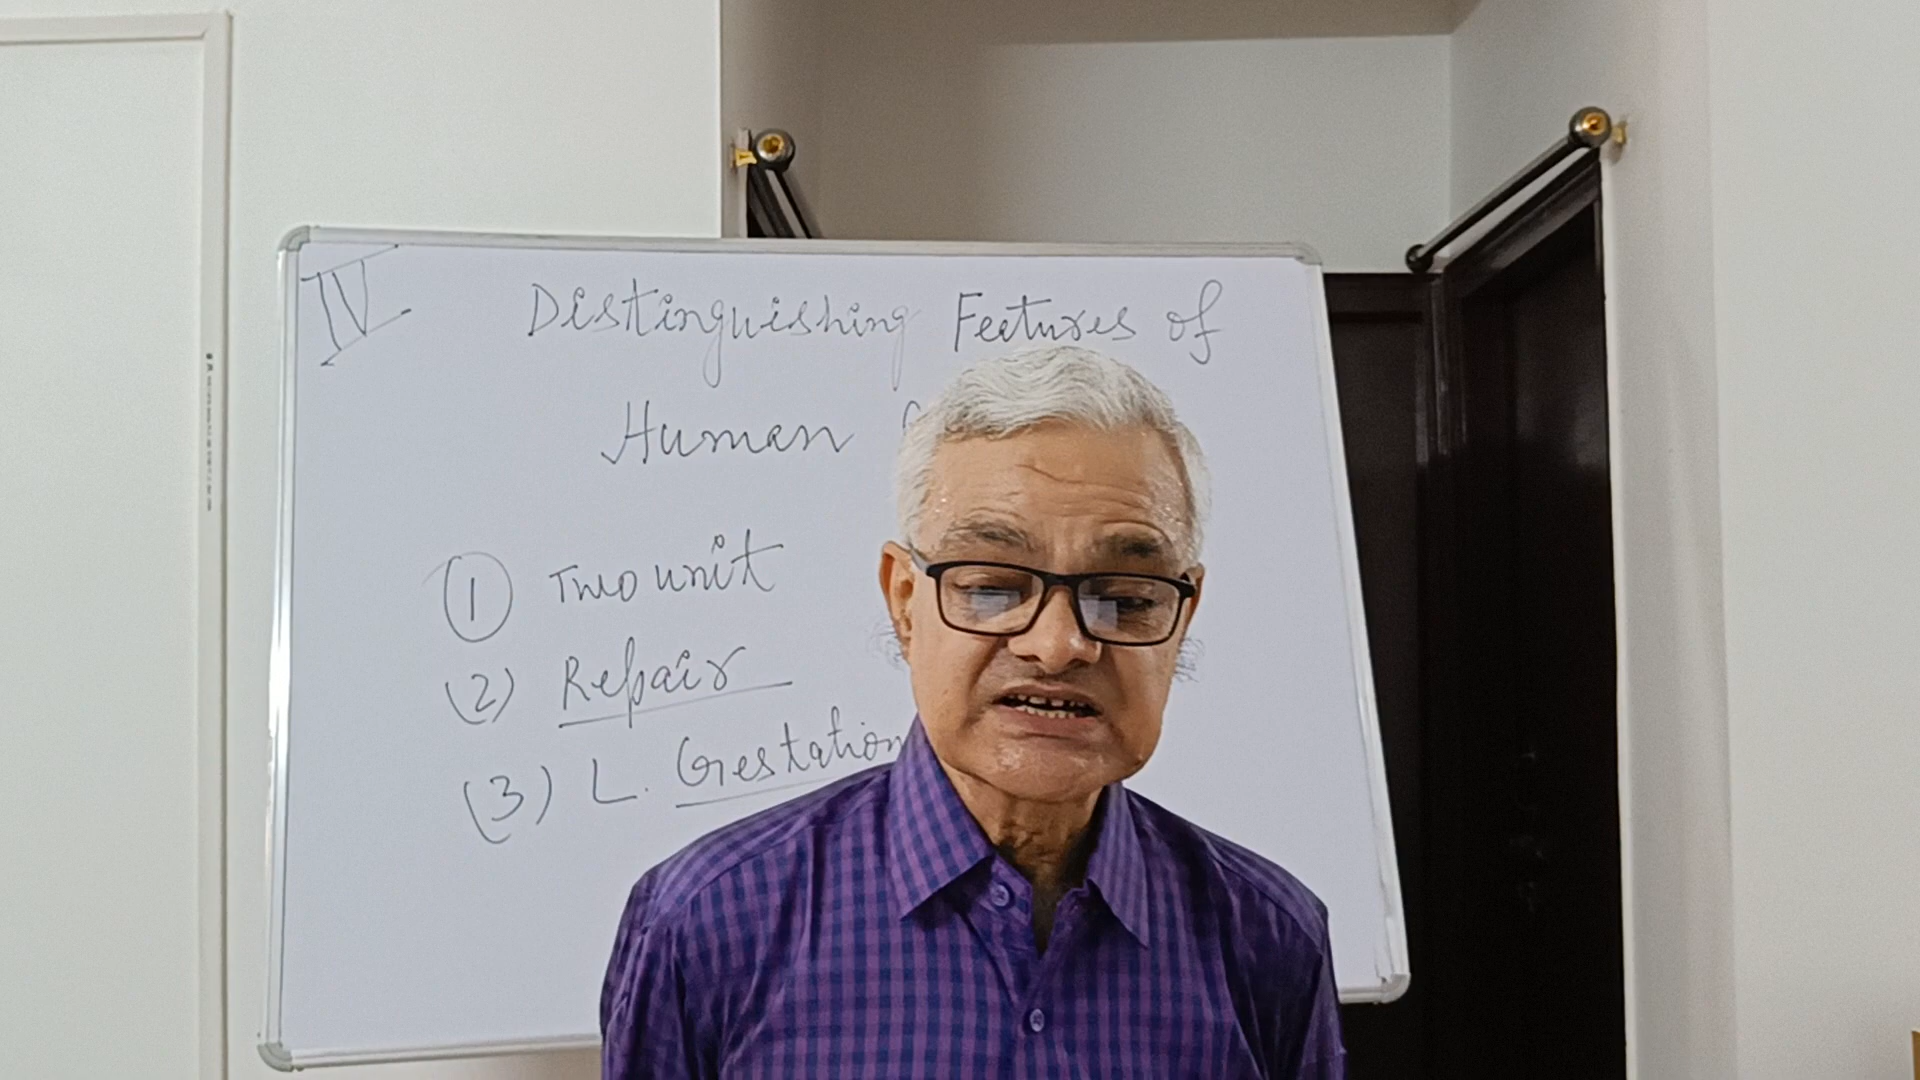 IV
Distinguishing Features of
Human
(1) Two unit
(2) Repair
(3) L. Gestation